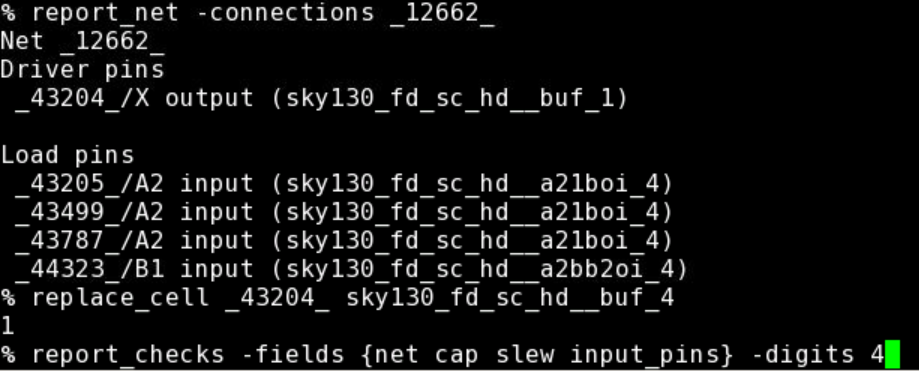 % report_net -connections _12662_
Net _12662_
Driver pins
 _43204_/X output (sky130_fd_sc_hd__buf_1)

Load pins
 _43205_/A2 input (sky130_fd_sc_hd__a21boi_4)
 _43499_/A2 input (sky130_fd_sc_hd__a21boi_4)
 _43787_/A2 input (sky130_fd_sc_hd__a21boi_4)
 _44323_/B1 input (sky130_fd_sc_hd__a2bb2oi_4)
% replace_cell _43204_ sky130_fd_sc_hd__buf_4
1
% report_checks -fields {net cap slew input_pins} -digits 4